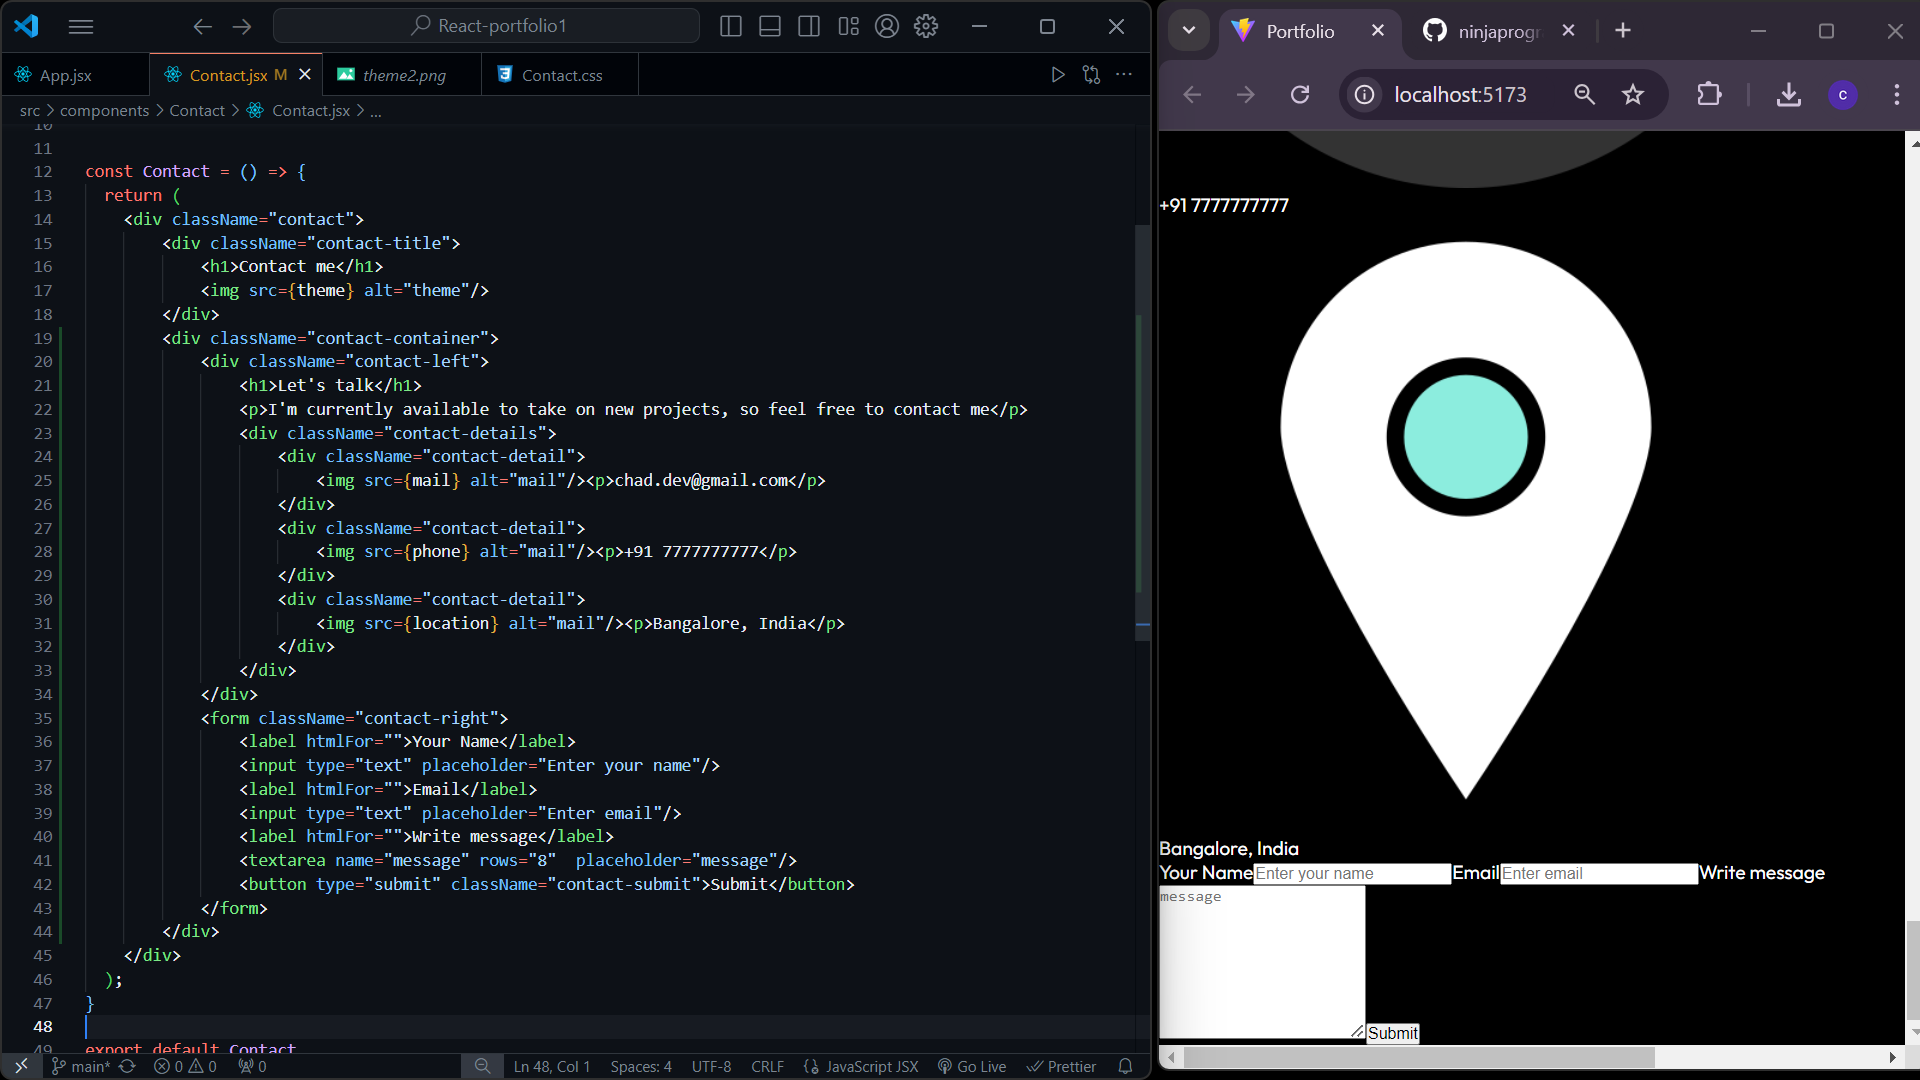 React-portfolio1
App.jsx
Contact.jsx M
theme2.png
Contact.css
src > components > Contact > Contact.jsx > ...
10
11
12 const Contact = () => {
13 return (
14 <div className="contact">
15 <div className="contact-title">
16 <h1>Contact me</h1>
17 <img src={theme} alt="theme"/>
18 </div>
19 <div className="contact-container">
20 <div className="contact-left">
21 <h1>Let's talk</h1>
22 <p>I'm currently available to take on new projects, so feel free to contact me</p>
23 <div className="contact-details">
24 <div className="contact-detail">
25 <img src={mail} alt="mail"/><p>chad.dev@gmail.com</p>
26 </div>
27 <div className="contact-detail">
28 <img src={phone} alt="mail"/><p>+91 7777777777</p>
29 </div>
30 <div className="contact-detail">
31 <img src={location} alt="mail"/><p>Bangalore, India</p>
32 </div>
33 </div>
34 </div>
35 <form className="contact-right">
36 <label htmlFor="">Your Name</label>
37 <input type="text" placeholder="Enter your name"/>
38 <label htmlFor="">Email</label>
39 <input type="text" placeholder="Enter email"/>
40 <label htmlFor="">Write message</label>
41 <textarea name="message" rows="8"  placeholder="message"/>
42 <button type="submit" className="contact-submit">Submit</button>
43 </form>
44 </div>
45 </div>
46 );
47 }
48
49 export default Contact
main* 0 0 0 Ln 48, Col 1 Spaces: 4 UTF-8 CRLF JavaScript JSX Go Live Prettier
Portfolio
ninjaprogr
localhost:5173
c
+91 7777777777
Bangalore, India
Your Name Enter your name Email Enter email Write message
message
Submit